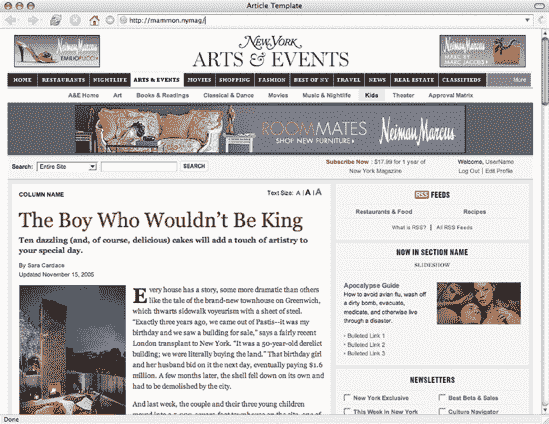 Article Template
http://mammon.nymag/
Neiman Marcus
EMILIO PUCCI
New York
ARTS & EVENTS
Neiman Marcus
MARC BY
MARC JACOBS
HOME RESTAURANTS NIGHTLIFE ARTS & EVENTS MOVIES SHOPPING FASHION BEST OF NY TRAVEL NEWS REAL ESTATE CLASSIFIEDS More
A&E Home Art Books & Readings Classical & Dance Movies Music & Nightlife Kids Theater Approval Matrix
ROOMMATES
SHOP NEW FURNITURE
Neiman Marcus
Search: Entire Site SEARCH
Subscribe Now : $17.99 for 1 year of
New York Magazine
Welcome, UserName
Log Out | Edit Profile
COLUMN NAME
Text Size: A | A | A
The Boy Who Wouldn't Be King
Ten dazzling (and, of course, delicious) cakes will add a touch of artistry to
your special day.
By Sara Cardace
Updated November 15, 2005
Every house has a story, some more dramatic than others
like the tale of the brand-new townhouse on Greenwich,
which thwarts sidewalk voyeurism with a sheet of steel.
"Exactly three years ago, we came out of Pastis--it was my
birthday and we saw a building for sale," says a fairly recent
London transplant to New York. "It was a 50-year-old derelict
building; we were literally buying the land." That birthday girl
and her husband bid on it the next day, eventually paying $1.6
million. A few months later, the shell fell down on its own and
had to be demolished by the city.
And last week, the couple and their three young children
RSS FEEDS
Restaurants & Food Recipes
What is RSS? | All RSS Feeds
NOW IN SECTION NAME
SLIDESHOW
Apocalypse Guide
How to avoid avian flu, wash off
a dirty bomb, evacuate,
medicate, and otherwise live
through a disaster.
Bulleted Link 1
Bulleted Link 2
Bulleted Link 3
NEWSLETTERS
New York Exclusive Best Bets & Sales
This Week in New York Culture Navigator
Done